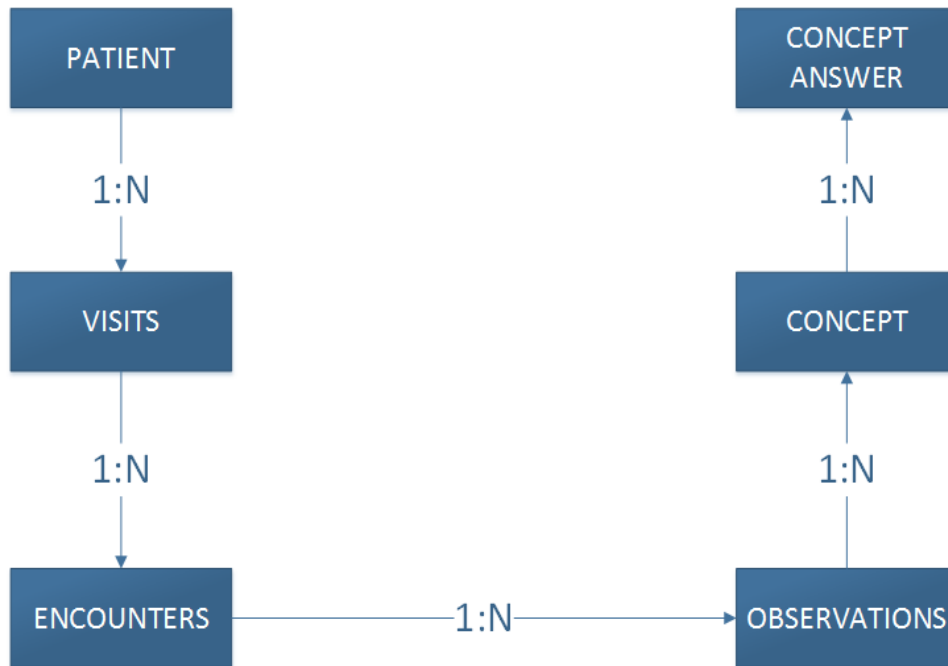 PATIENT
CONCEPT
ANSWER
1:N
1:N
VISITS
CONCEPT
1:N
1:N
ENCOUNTERS
1:N
OBSERVATIONS